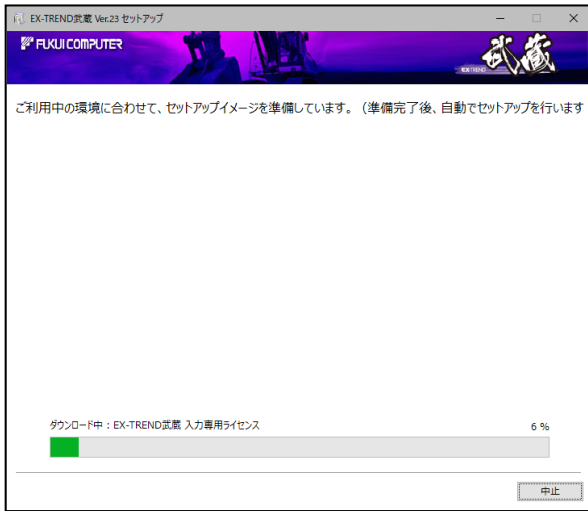 EX-TREND武蔵 Ver.23 セットアップ
FUKUI COMPUTER
EX-TREND 武蔵
ご利用中の環境に合わせて、セットアップイメージを準備しています。（準備完了後、自動でセットアップを行います
ダウンロード中：EX-TREND武蔵 入力専用ライセンス
6 %
中止